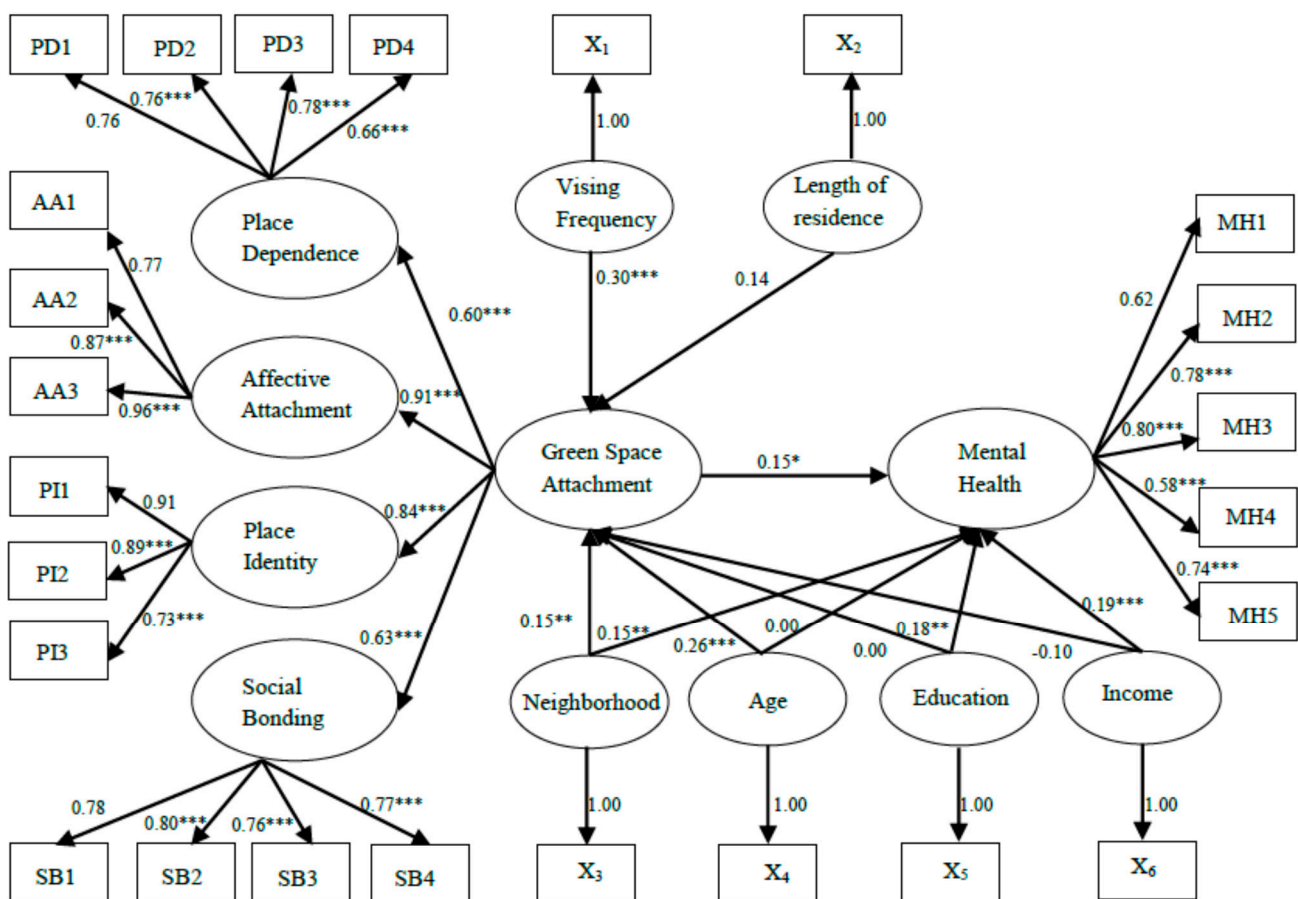 PD1
PD2
PD3
PD4
X₁
X₂
0.76
0.76***
0.78***
0.66***
1.00
1.00
AA1
AA2
AA3
0.77
0.87***
0.96***
Place
Dependence
Vising
Frequency
Length of
residence
MH1
MH2
MH3
MH4
MH5
0.62
0.78***
0.80***
0.58***
0.74***
0.60***
0.30***
0.14
Affective
Attachment
0.91***
Green Space
Attachment
0.15*
Mental
Health
PI1
PI2
PI3
0.91
0.89***
0.73***
Place
Identity
0.84***
0.63***
Social
Bonding
0.15**
0.15**
0.26***
0.00
0.00
0.18**
-0.10
0.19***
Neighborhood
Age
Education
Income
0.78
0.80***
0.76***
0.77***
1.00
1.00
1.00
1.00
SB1
SB2
SB3
SB4
X₃
X₄
X₅
X₆